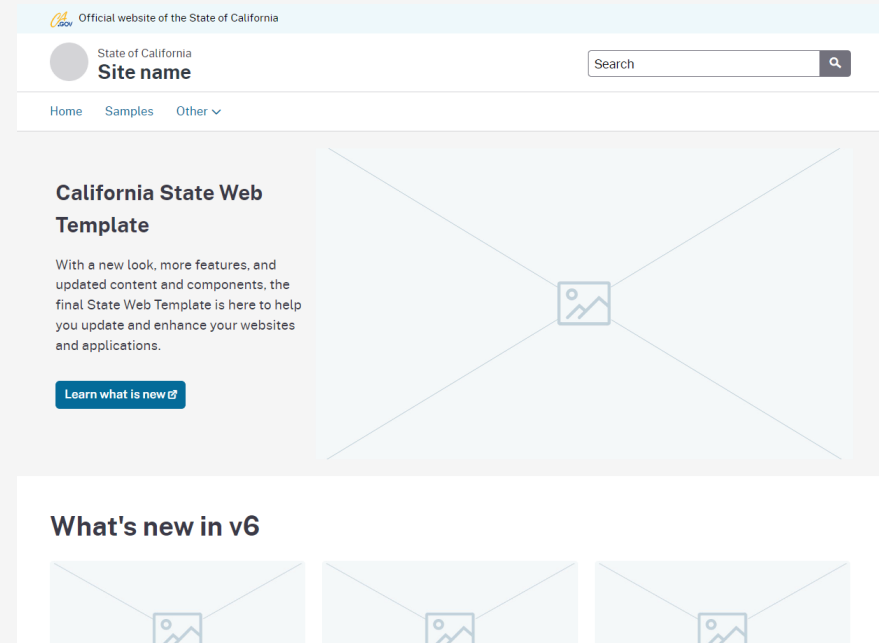 CA
.GOV
Official website of the State of California
State of California
Site name
Search
Home
Samples
Other
California State Web
Template
With a new look, more features, and
updated content and components, the
final State Web Template is here to help
you update and enhance your websites
and applications.
Learn what is new
What's new in v6